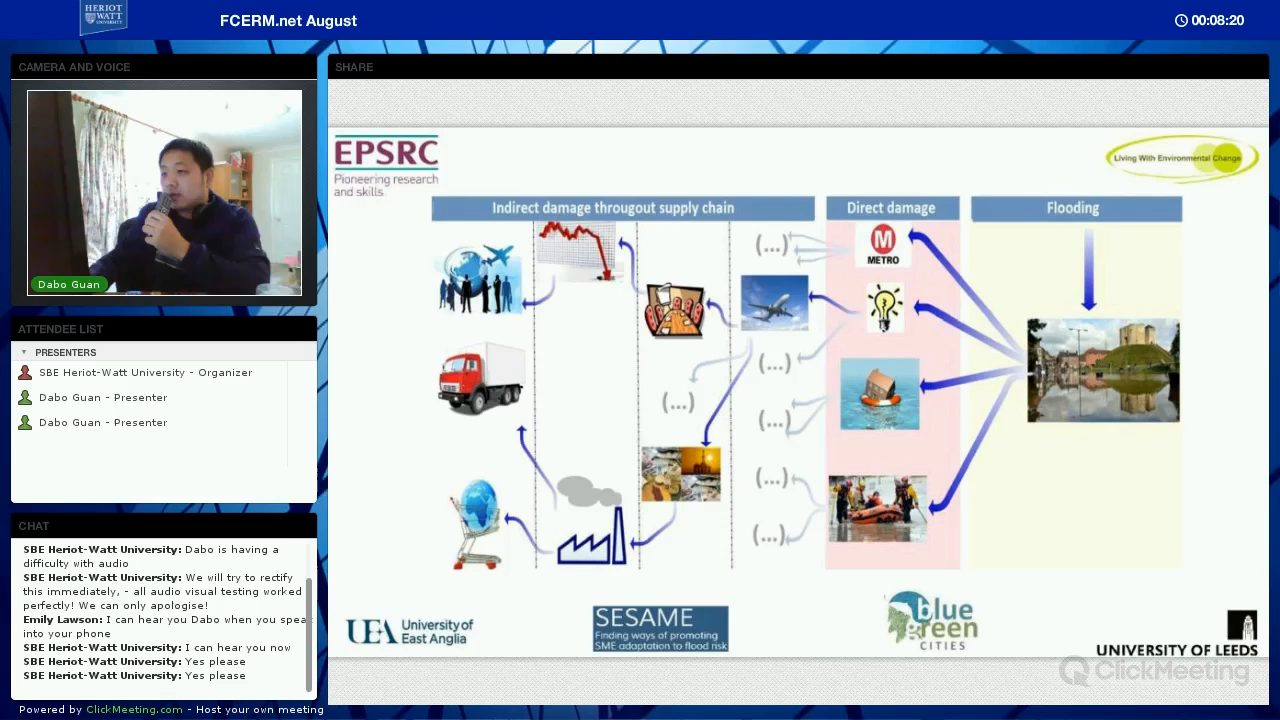 HERIOT
WATT
UNIVERSITY
FCERM.net August
00:08:20
CAMERA AND VOICE
Dabo Guan
ATTENDEE LIST
PRESENTERS
SBE Heriot-Watt University - Organizer
Dabo Guan - Presenter
Dabo Guan - Presenter
CHAT
SBE Heriot-Watt University: Dabo is having a
difficulty with audio
SBE Heriot-Watt University: We will try to rectify
this immediately, - all audio visual testing worked
perfectly! We can only apologise!
Emily Lawson: I can hear you Dabo when you speak
into your phone
SBE Heriot-Watt University: I can hear you now
SBE Heriot-Watt University: Yes please
SBE Heriot-Watt University: Yes please
Powered by ClickMeeting.com - Host your own meeting
SHARE
EPSRC
Pioneering research
and skills
Living With Environmental Change
Indirect damage througout supply chain
Direct damage
Flooding
(...)
M
METRO
(...)
(...)
(...)
(...)
(...)
UEA University of
East Anglia
SESAME
Finding ways of promoting
SME adaptation to flood risk
blue
green
CITIES
UNIVERSITY OF LEEDS
ClickMeeting